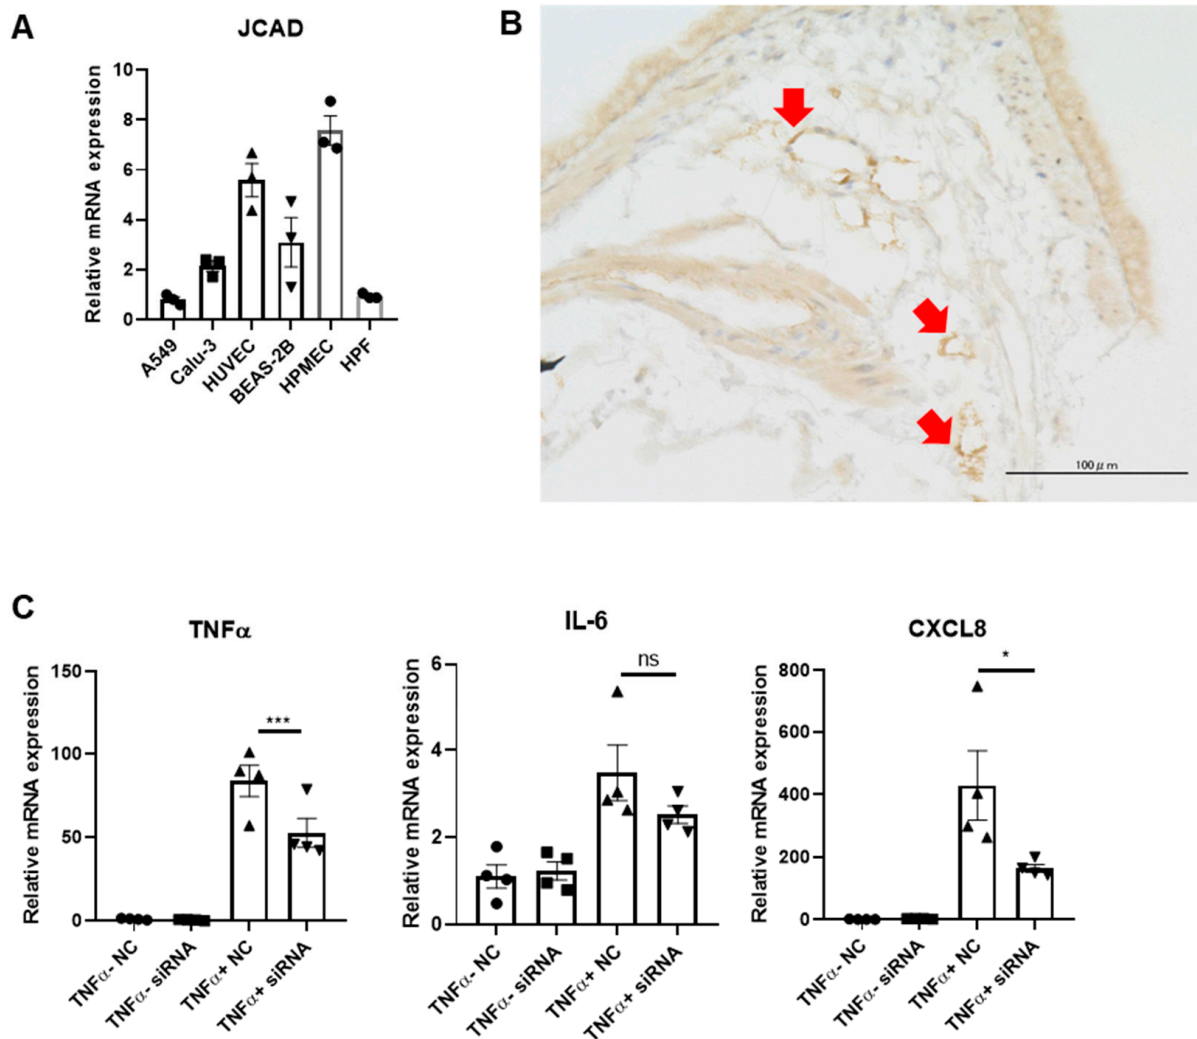 A
JCAD
Relative mRNA expression
10
8
6
4
2
0
A549
Calu-3
HUVEC
BEAS-2B
HPMEC
HPF
B
100 μm
C
TNFα
Relative mRNA expression
150
100
50
0
***
TNFα- NC
TNFα- siRNA
TNFα+ NC
TNFα+ siRNA
IL-6
Relative mRNA expression
6
4
2
0
ns
TNFα- NC
TNFα- siRNA
TNFα+ NC
TNFα+ siRNA
CXCL8
Relative mRNA expression
800
600
400
200
0
*
TNFα- NC
TNFα- siRNA
TNFα+ NC
TNFα+ siRNA